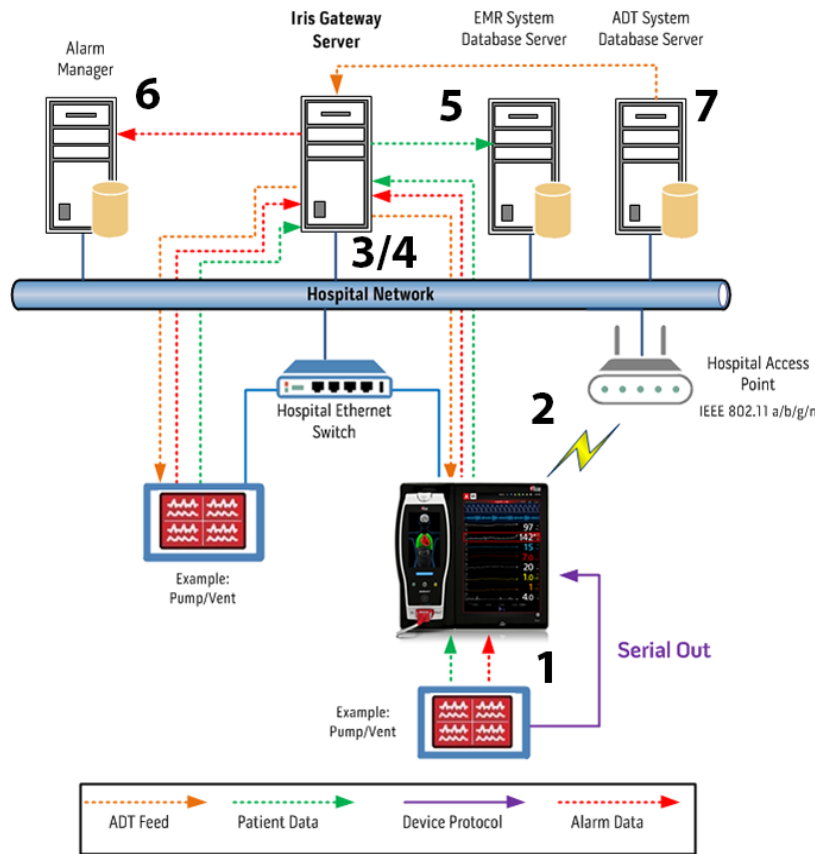 Iris Gateway
Server
EMR System
Database Server
ADT System
Database Server
Alarm
Manager
6
5
7
3/4
Hospital Network
Hospital Ethernet
Switch
Hospital Access
Point
IEEE 802.11 a/b/g/n
2
97
142
15
7.0
20
1.0
1
4.0
Example:
Pump/Vent
1
Serial Out
Example:
Pump/Vent
ADT Feed
Patient Data
Device Protocol
Alarm Data